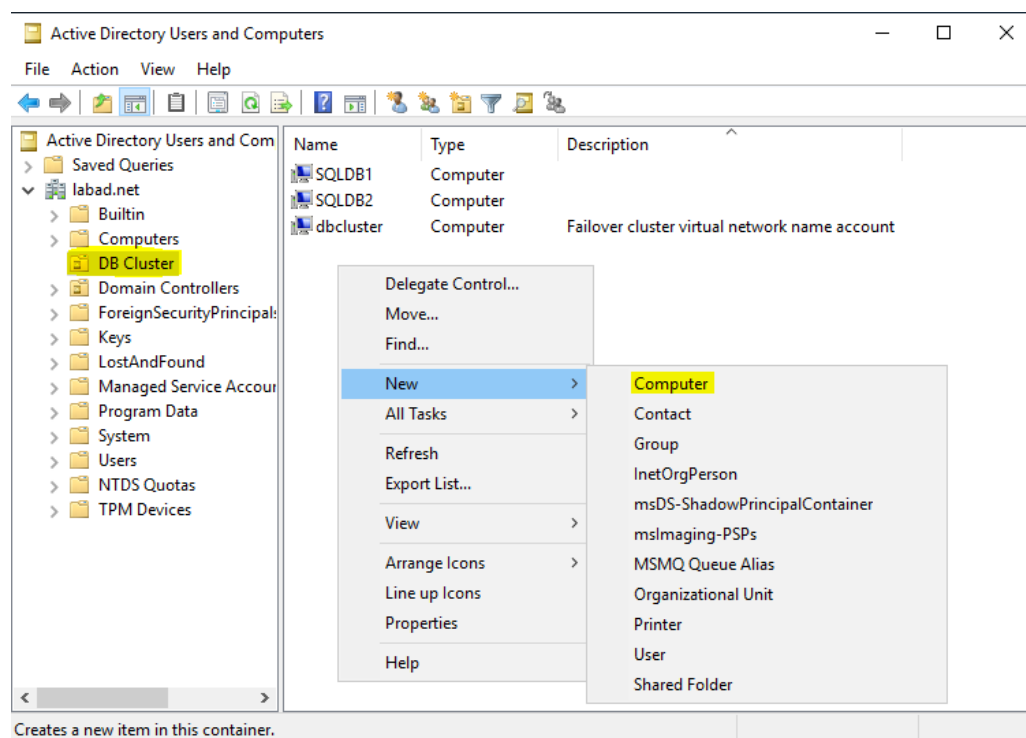 Active Directory Users and Computers
File Action View Help
Active Directory Users and Com
Saved Queries
labad.net
Builtin
Computers
DB Cluster
Domain Controllers
ForeignSecurityPrincipals
Keys
LostAndFound
Managed Service Accour
Program Data
System
Users
NTDS Quotas
TPM Devices
Name Type Description
SQLDB1 Computer
SQLDB2 Computer
dbcluster Computer Failover cluster virtual network name account
Delegate Control...
Move...
Find...
New
All Tasks
Refresh
Export List...
View
Arrange Icons
Line up Icons
Properties
Help
Computer
Contact
Group
InetOrgPerson
msDS-ShadowPrincipalContainer
msImaging-PSPs
MSMQ Queue Alias
Organizational Unit
Printer
User
Shared Folder
Creates a new item in this container.